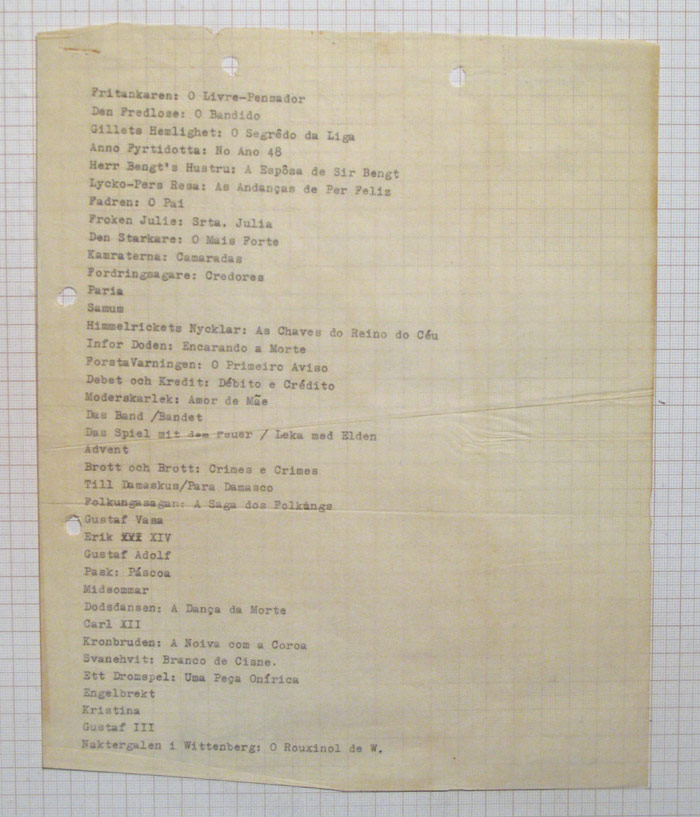 Fritankaren: O Livre-Pensador
Den Fredlose: O Bandido
Gillets Hemlighet: O Segrêdo da Liga
Anno Fyrtidotta: No Ano 48
Herr Bengt's Hustru: A Espôsa de Sir Bengt
Lycko-Pers Resa: As Andanças de Per Feliz
Fadren: O Pai
Froken Julie: Srta. Julia
Den Starkare: O Mais Forte
Kamraterna: Camaradas
Fordringsagare: Credores
Paria
Samum
Himmelrickets Nycklar: As Chaves do Reino do Céu
Infor Doden: Encarando a Morte
ForstaVarningen: O Primeiro Aviso
Debet och Kredit: Débito e Crédito
Moderskarlek: Amor de Mãe
Das Band /Bandet
Das Spiel mit dem Feuer / Leka med Elden
Advent
Brott och Brott: Crimes e Crimes
Till Damaskus/Para Damasco
Folkungasagan: A Saga dos Folkungs
Gustaf Vasa
Erik XVI XIV
Gustaf Adolf
Pask: Páscoa
Midsommar
Dodsdansen: A Dança da Morte
Carl XII
Kronbruden: A Noiva com a Coroa
Svanehvit: Branco de Cisne.
Ett Dromspel: Uma Peça Onírica
Engelbrekt
Kristina
Gustaf III
Naktergalen i Wittenberg: O Rouxinol de W.